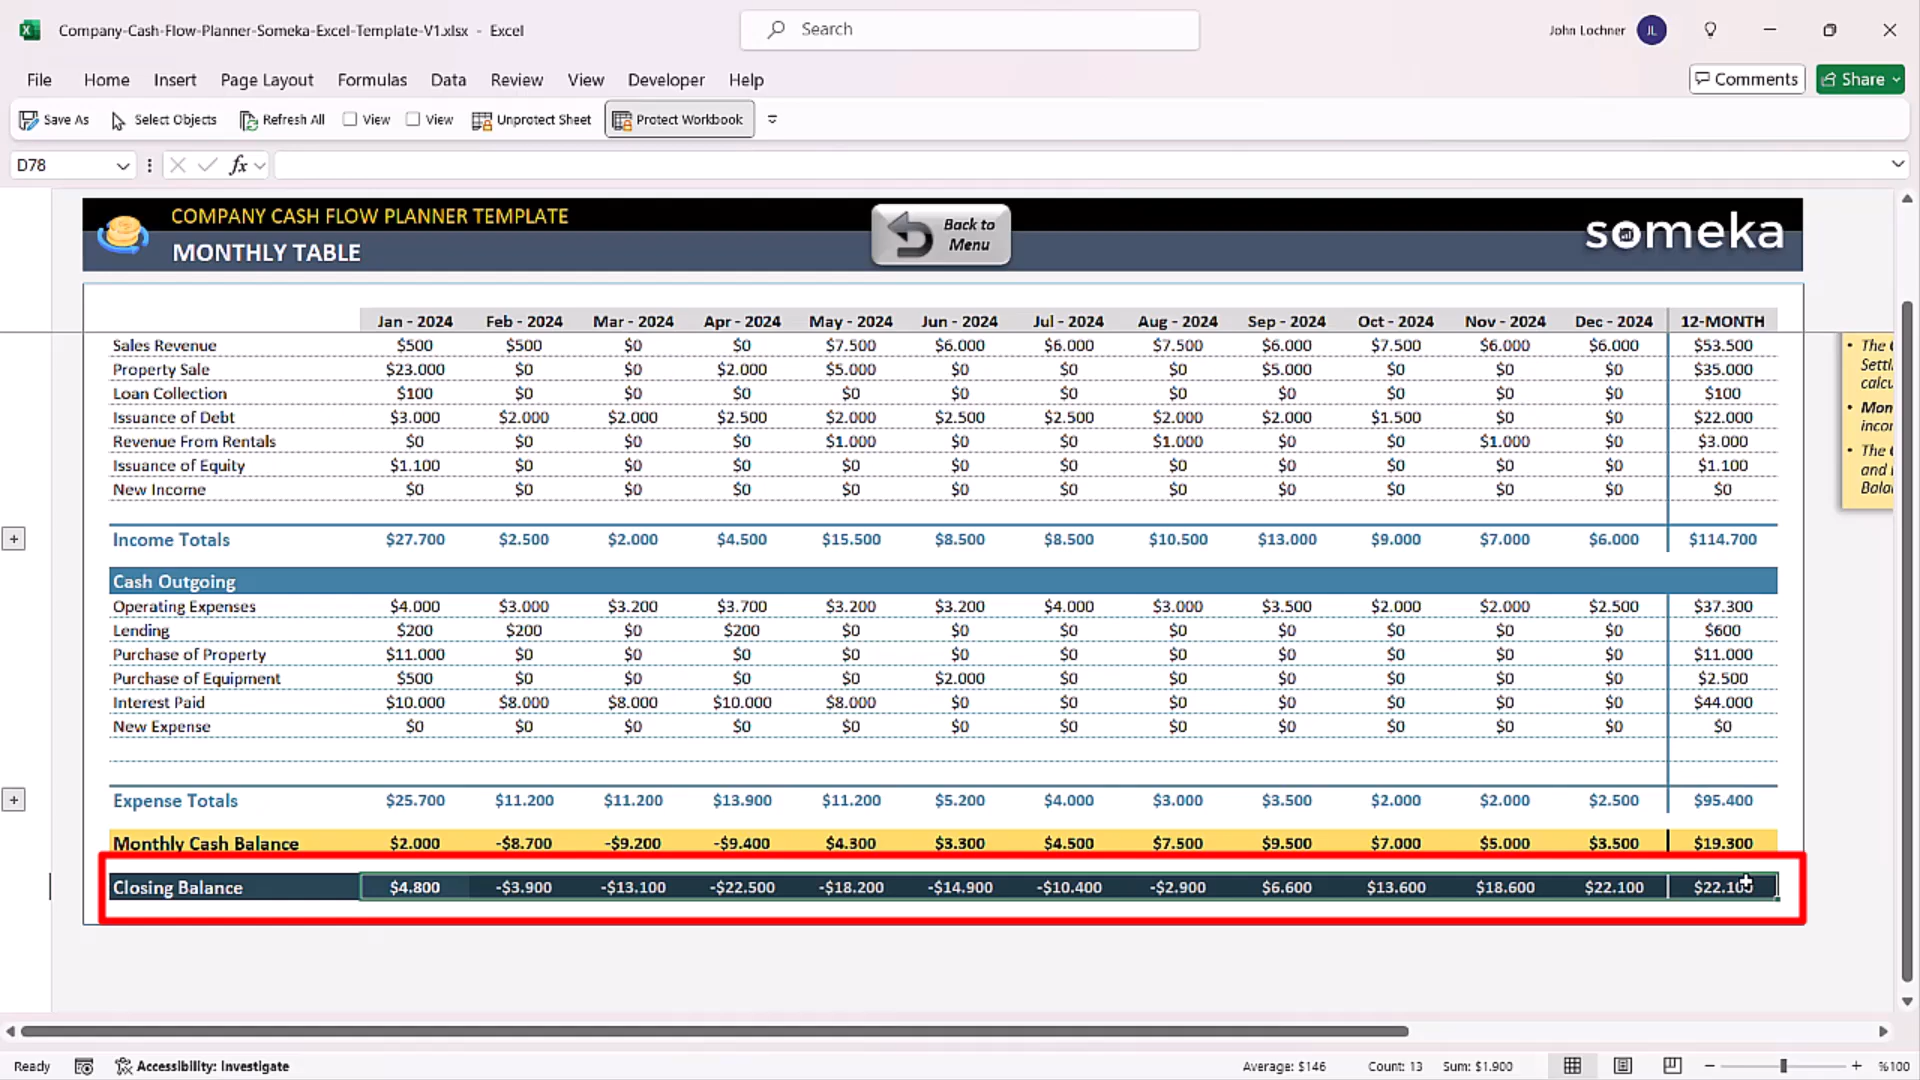 Company-Cash-Flow-Planner-Someka-Excel-Template-V1.xlsx - Excel
Search
John Lochner JL
File Home Insert Page Layout Formulas Data Review View Developer Help
Comments Share
Save As Select Objects Refresh All View View Unprotect Sheet Protect Workbook
D78 fx
COMPANY CASH FLOW PLANNER TEMPLATE
MONTHLY TABLE
Back to
Menu
someka
Jan - 2024 Feb - 2024 Mar - 2024 Apr - 2024 May - 2024 Jun - 2024 Jul - 2024 Aug - 2024 Sep - 2024 Oct - 2024 Nov - 2024 Dec - 2024 12-MONTH
Sales Revenue $500 $500 $0 $0 $7.500 $6.000 $6.000 $7.500 $6.000 $7.500 $6.000 $6.000 $53.500
Property Sale $23.000 $0 $0 $2.000 $5.000 $0 $0 $0 $5.000 $0 $0 $0 $35.000
Loan Collection $100 $0 $0 $0 $0 $0 $0 $0 $0 $0 $0 $0 $100
Issuance of Debt $3.000 $2.000 $2.000 $2.500 $2.000 $2.500 $2.500 $2.000 $2.000 $1.500 $0 $0 $22.000
Revenue From Rentals $0 $0 $0 $0 $1.000 $0 $0 $1.000 $0 $0 $1.000 $0 $3.000
Issuance of Equity $1.100 $0 $0 $0 $0 $0 $0 $0 $0 $0 $0 $0 $1.100
New Income $0 $0 $0 $0 $0 $0 $0 $0 $0 $0 $0 $0 $0
Income Totals $27.700 $2.500 $2.000 $4.500 $15.500 $8.500 $8.500 $10.500 $13.000 $9.000 $7.000 $6.000 $114.700
Cash Outgoing
Operating Expenses $4.000 $3.000 $3.200 $3.700 $3.200 $3.200 $4.000 $3.000 $3.500 $2.000 $2.000 $2.500 $37.300
Lending $200 $200 $0 $200 $0 $0 $0 $0 $0 $0 $0 $0 $600
Purchase of Property $11.000 $0 $0 $0 $0 $0 $0 $0 $0 $0 $0 $0 $11.000
Purchase of Equipment $500 $0 $0 $0 $0 $2.000 $0 $0 $0 $0 $0 $0 $2.500
Interest Paid $10.000 $8.000 $8.000 $10.000 $8.000 $0 $0 $0 $0 $0 $0 $0 $44.000
New Expense $0 $0 $0 $0 $0 $0 $0 $0 $0 $0 $0 $0 $0
Expense Totals $25.700 $11.200 $11.200 $13.900 $11.200 $5.200 $4.000 $3.000 $3.500 $2.000 $2.000 $2.500 $95.400
Monthly Cash Balance $2.000 -$8.700 -$9.200 -$9.400 $4.300 $3.300 $4.500 $7.500 $9.500 $7.000 $5.000 $3.500 $19.300
Closing Balance $4.800 -$3.900 -$13.100 -$22.500 -$18.200 -$14.900 -$10.400 -$2.900 $6.600 $13.600 $18.600 $22.100 $22.100
• The
Settl
calcu
• Mon
incor
• The
and
Bala
Ready Accessibility: Investigate Average: $146 Count: 13 Sum: $1.900 %100